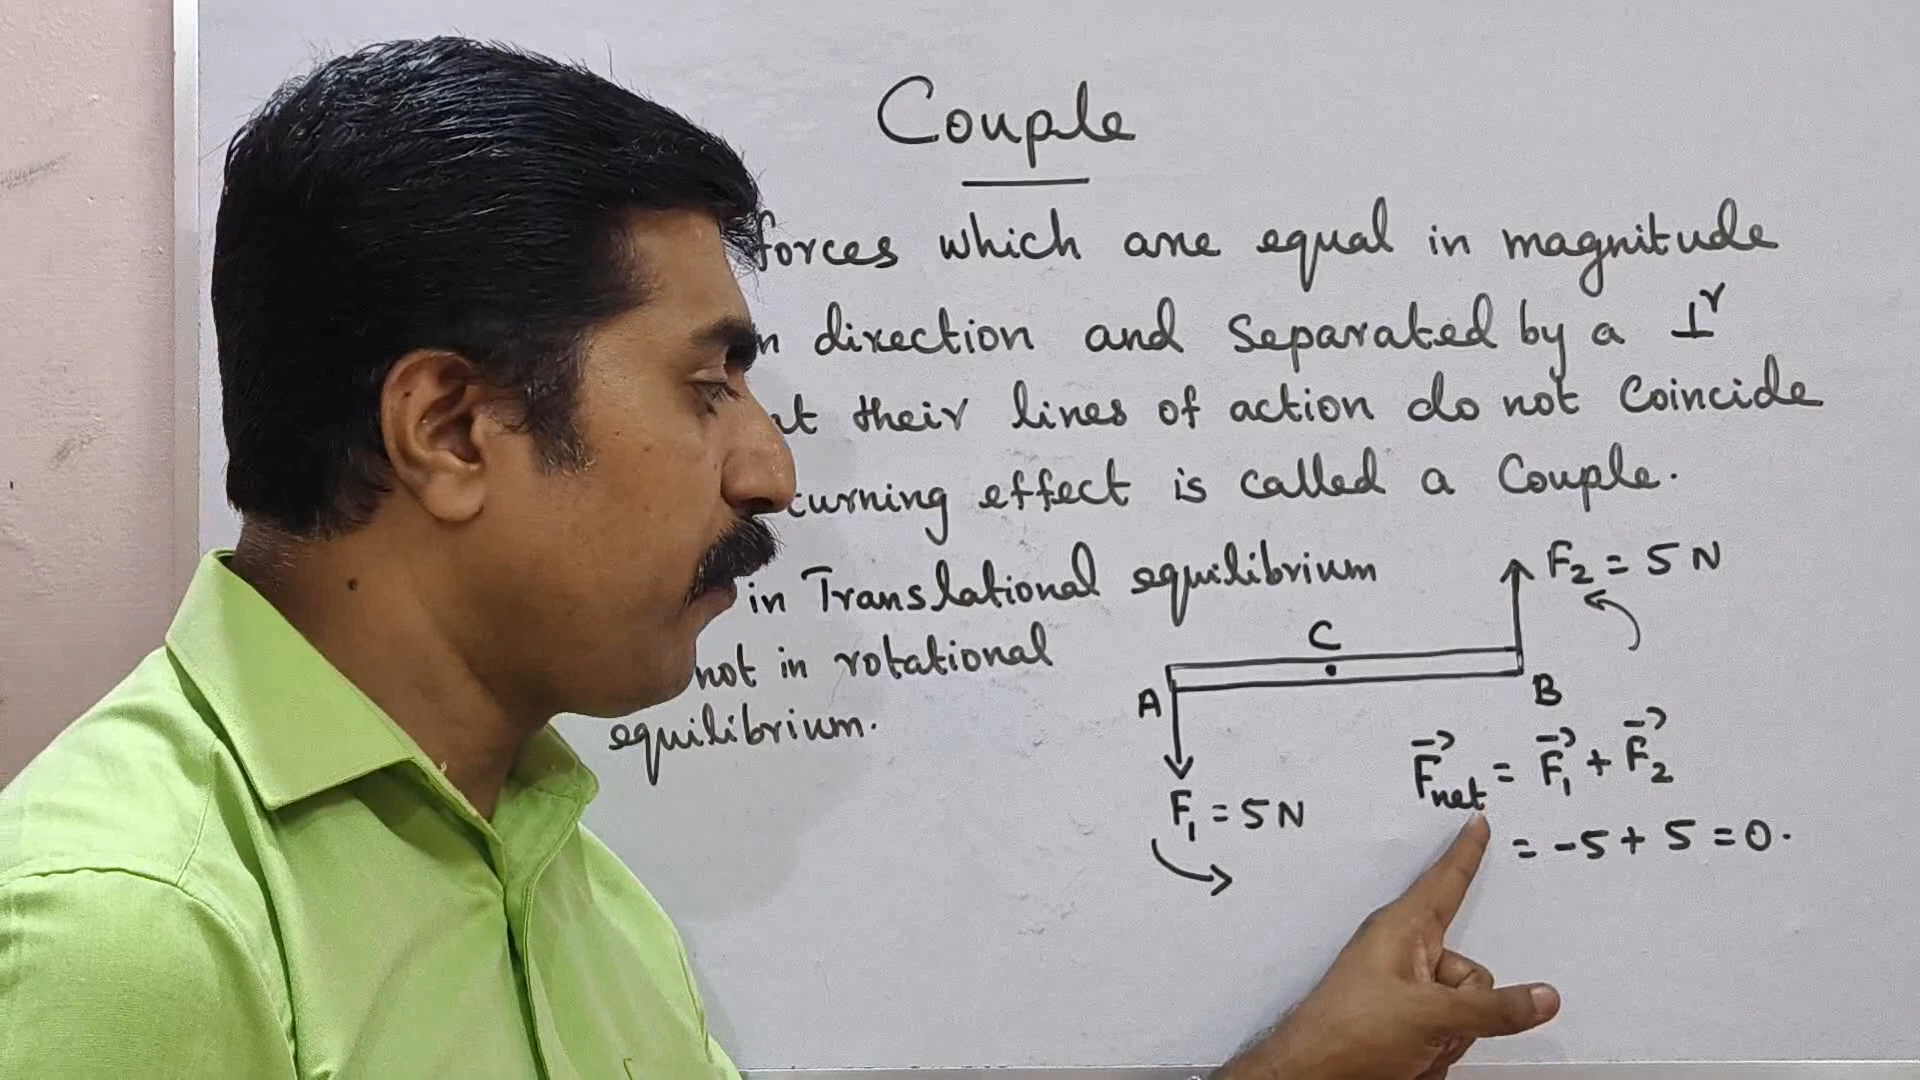 Couple
forces which are equal in magnitude
direction and separated by a ⊥r
their lines of action do not coincide
turning effect is called a couple.
in Translational equilibrium
not in rotational
equilibrium.
F2 = 5 N
C
A
B
F1 = 5 N
F⃗net = F⃗1 + F⃗2
= -5 + 5 = 0.